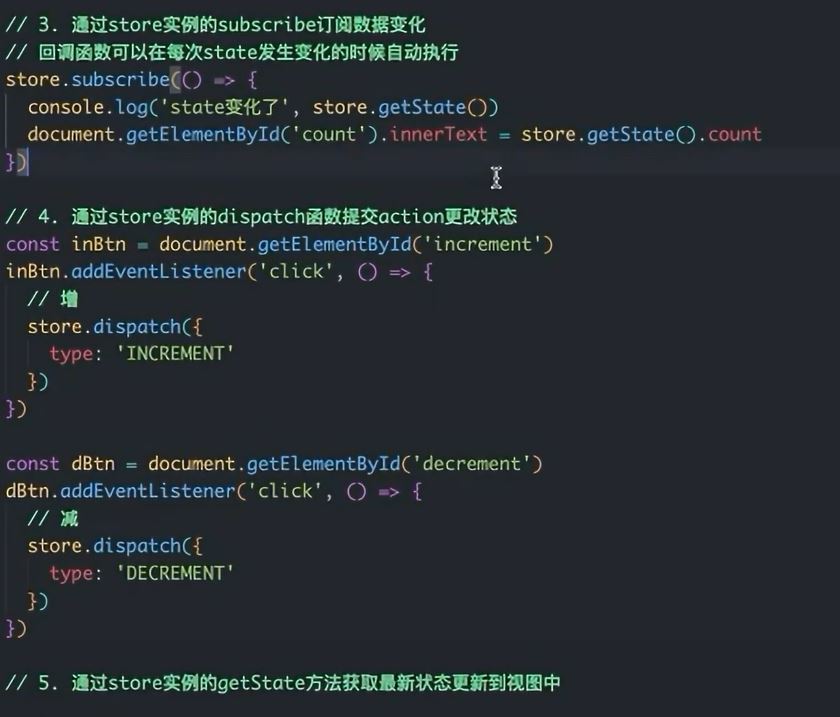 // 3. 通过store实例的subscribe订阅数据变化
// 回调函数可以在每次state发生变化的时候自动执行
store.subscribe(() => {
  console.log('state变化了', store.getState())
  document.getElementById('count').innerText = store.getState().count
})
// 4. 通过store实例的dispatch函数提交action更改状态
const inBtn = document.getElementById('increment')
inBtn.addEventListener('click', () => {
  // 增
  store.dispatch({
    type: 'INCREMENT'
  })
})
const dBtn = document.getElementById('decrement')
dBtn.addEventListener('click', () => {
  // 减
  store.dispatch({
    type: 'DECREMENT'
  })
})
// 5. 通过store实例的getState方法获取最新状态更新到视图中